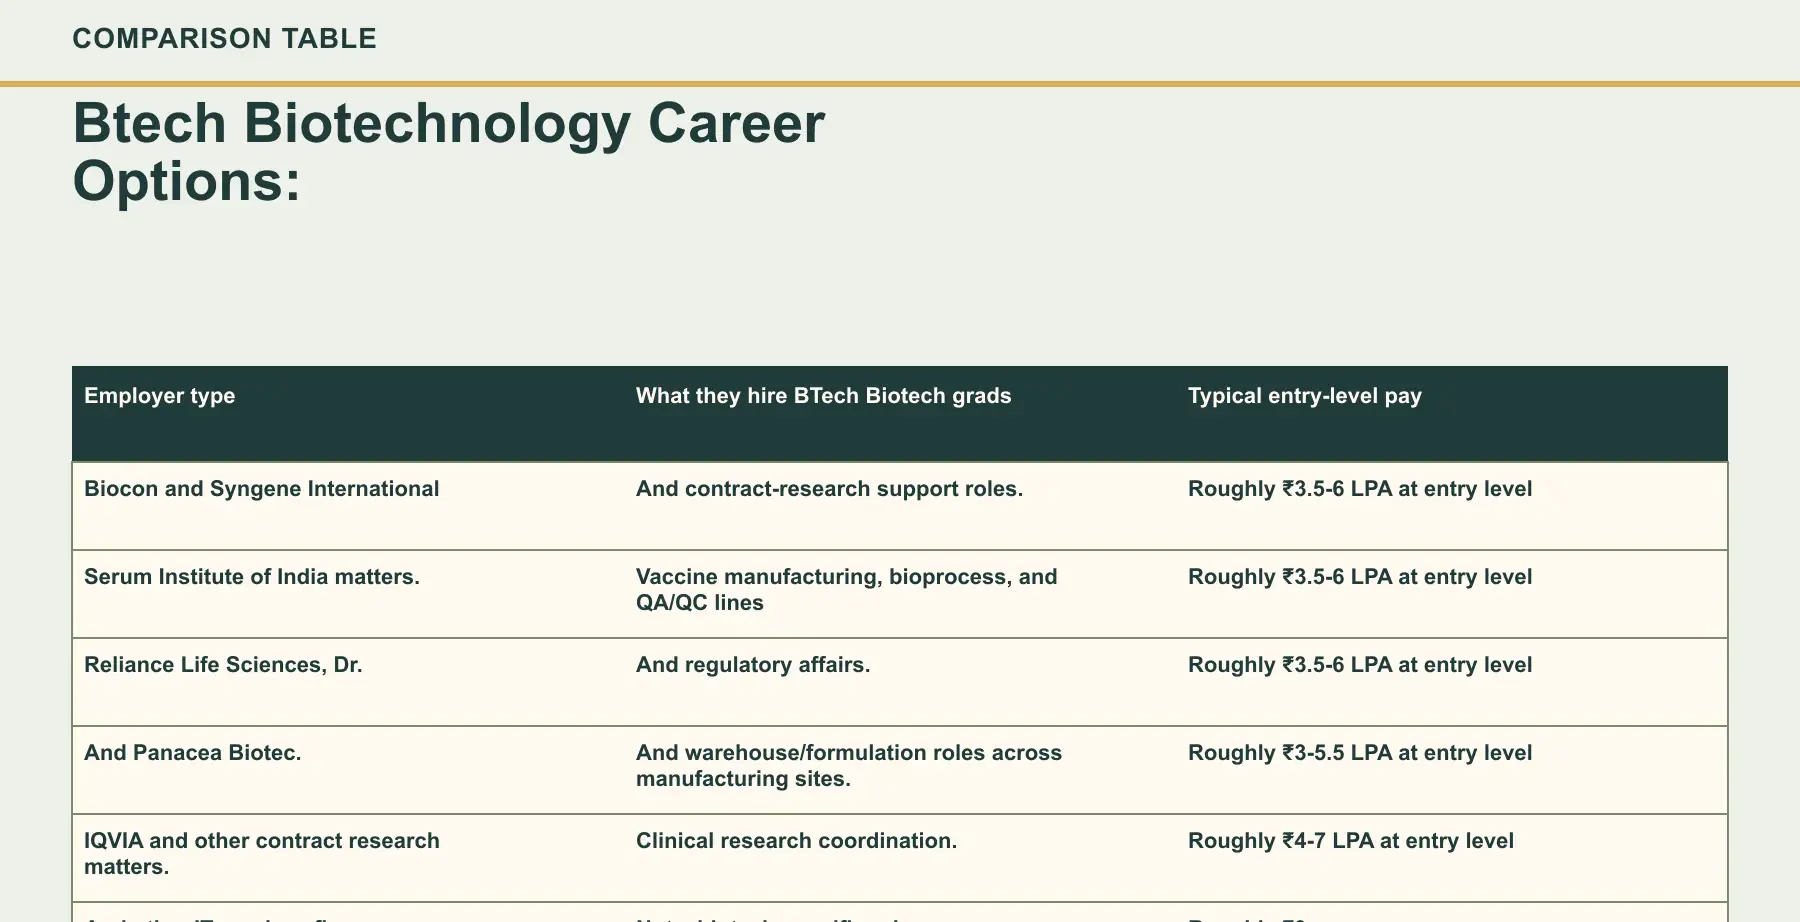 COMPARISON TABLE
Btech Biotechnology Career
Options:
Employer type
What they hire BTech Biotech grads
Typical entry-level pay
Biocon and Syngene International
And contract-research support roles.
Roughly ₹3.5-6 LPA at entry level
Serum Institute of India matters.
Vaccine manufacturing, bioprocess, and
QA/QC lines
Roughly ₹3.5-6 LPA at entry level
Reliance Life Sciences, Dr.
And regulatory affairs.
Roughly ₹3.5-6 LPA at entry level
And Panacea Biotec.
And warehouse/formulation roles across
manufacturing sites.
Roughly ₹3-5.5 LPA at entry level
IQVIA and other contract research
matters.
Clinical research coordination.
Roughly ₹4-7 LPA at entry level